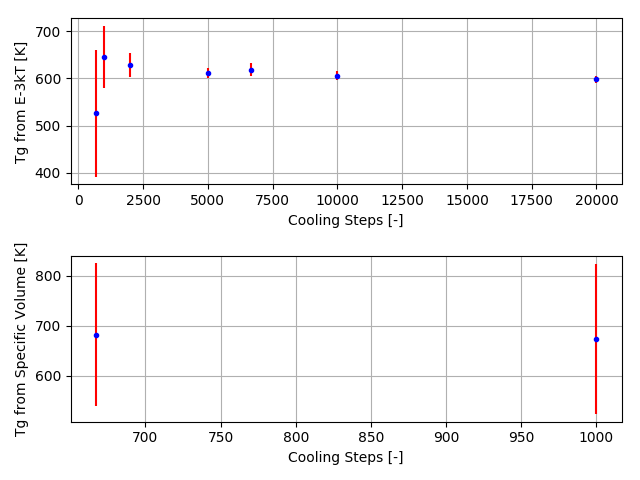 Tg from E-3kT [K]
700
600
500
400
0 2500 5000 7500 10000 12500 15000 17500 20000
Cooling Steps [-]
Tg from Specific Volume [K]
800
700
600
700 750 800 850 900 950 1000
Cooling Steps [-]